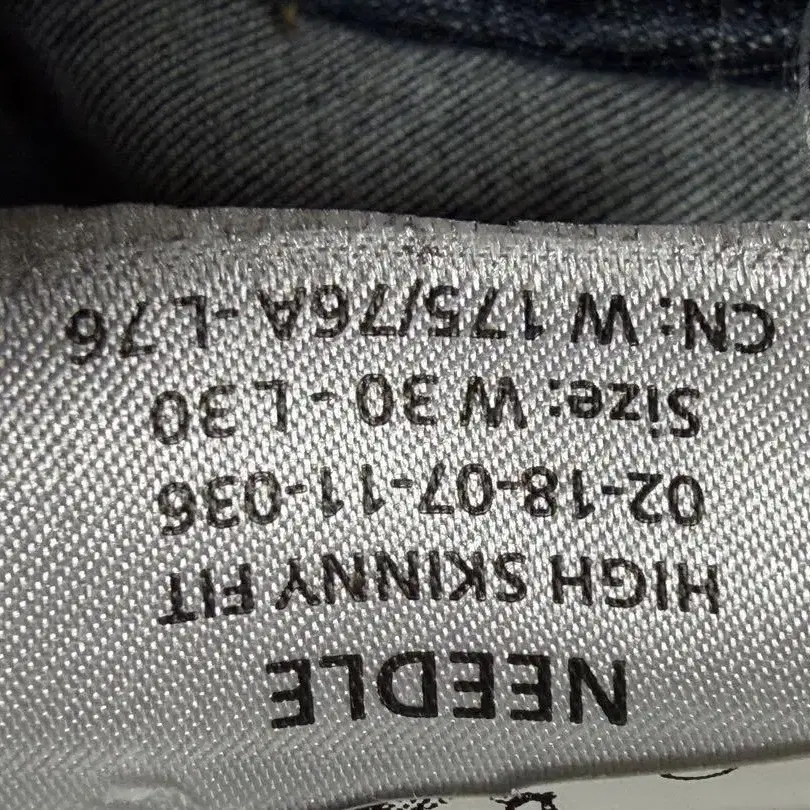 NEEDLE
HIGH SKINNY FIT
02-18-07-11-036
Size: W 30 - L30
CN: W 175/76A - L76